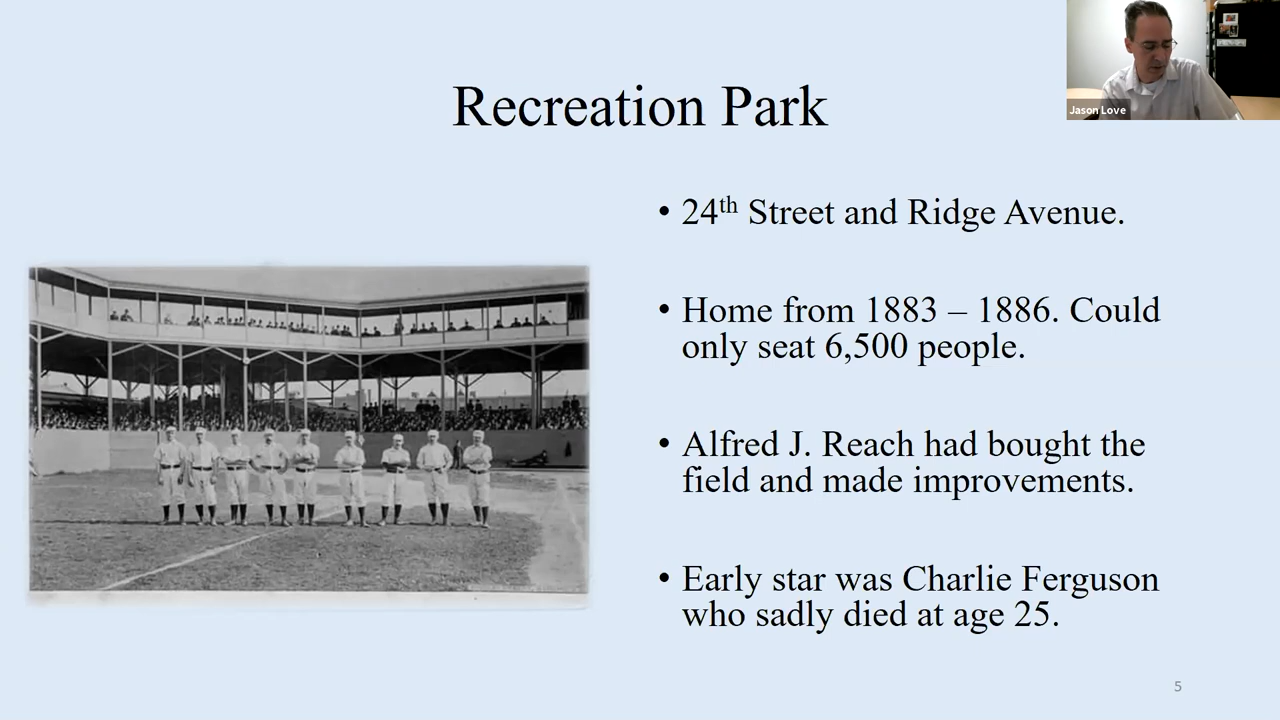 Jason Love
Recreation Park
• 24th Street and Ridge Avenue.
• Home from 1883 – 1886. Could
only seat 6,500 people.
• Alfred J. Reach had bought the
field and made improvements.
• Early star was Charlie Ferguson
who sadly died at age 25.
5